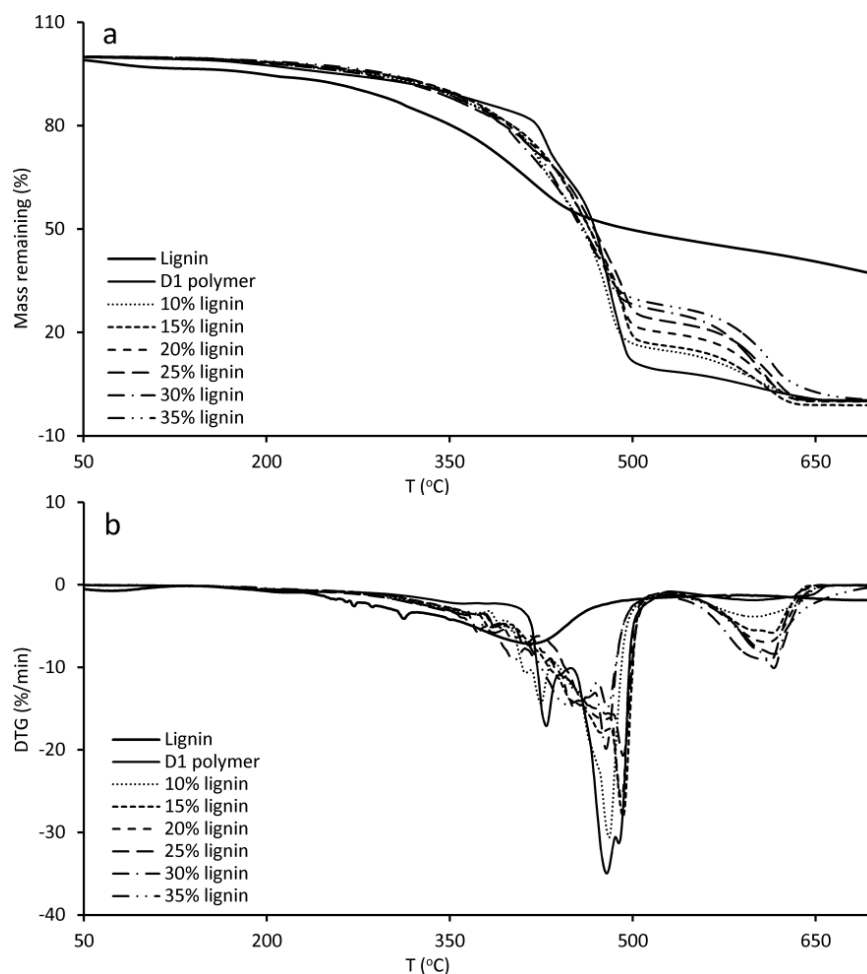 110
a
80
50
20
-10
Mass remaining (%)
Lignin
D1 polymer
10% lignin
15% lignin
20% lignin
25% lignin
30% lignin
35% lignin
50 200 350 500 650
T (°C)
10
b
0
-10
-20
-30
-40
DTG (%/min)
Lignin
D1 polymer
10% lignin
15% lignin
20% lignin
25% lignin
30% lignin
35% lignin
50 200 350 500 650
T (°C)